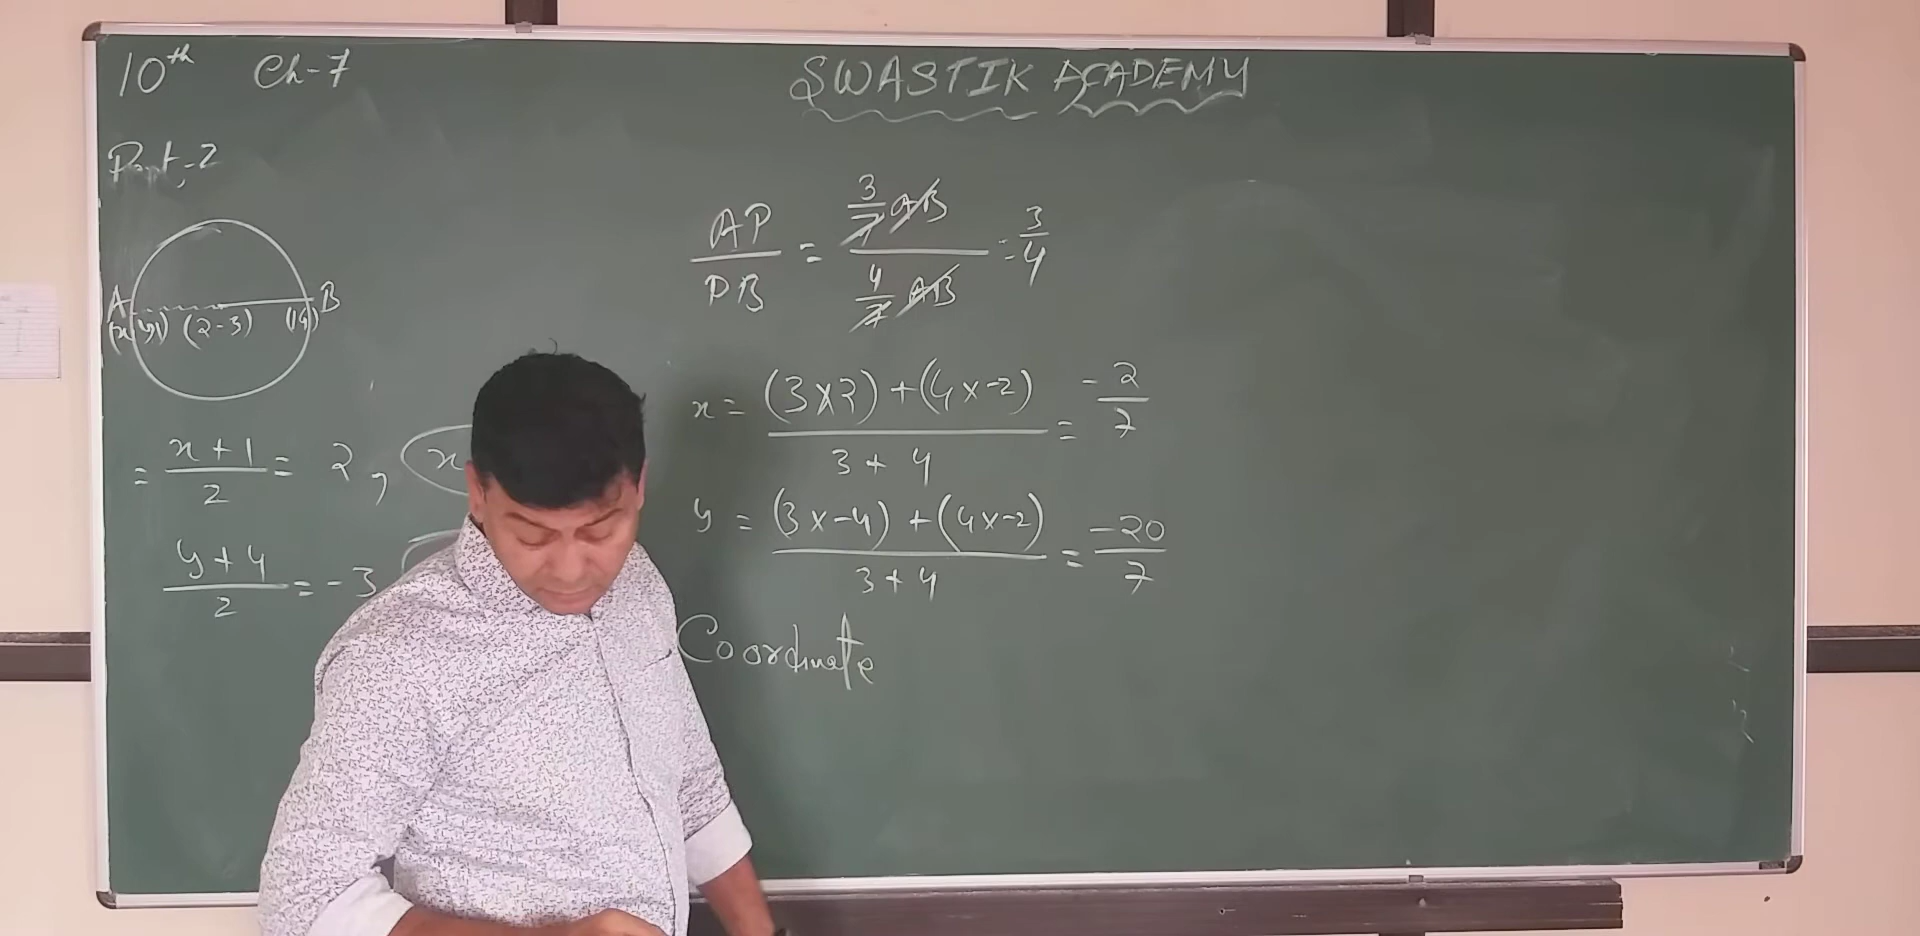 10th Ch-7
SWASTIK ACADEMY
Part-2
A B
(x, y) (2-3) (1,4)
= x+1/2 = 2, x
y+4/2 = -3
AP/PB = 3/7 AB / 4/7 AB = 3/4
x = (3×2)+(4×-2) / 3+4 = -2/7
y = (3×-4)+(4×-2) / 3+4 = -20/7
Coordinate